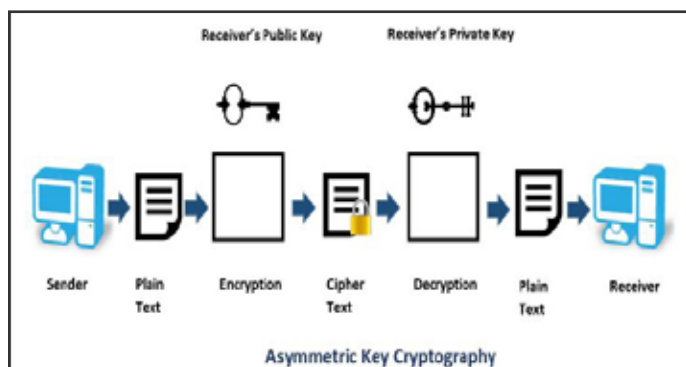 Receiver's Public Key
Receiver's Private Key
Sender
Plain
Text
Encryption
Cipher
Text
Decryption
Plain
Text
Receiver
Asymmetric Key Cryptography